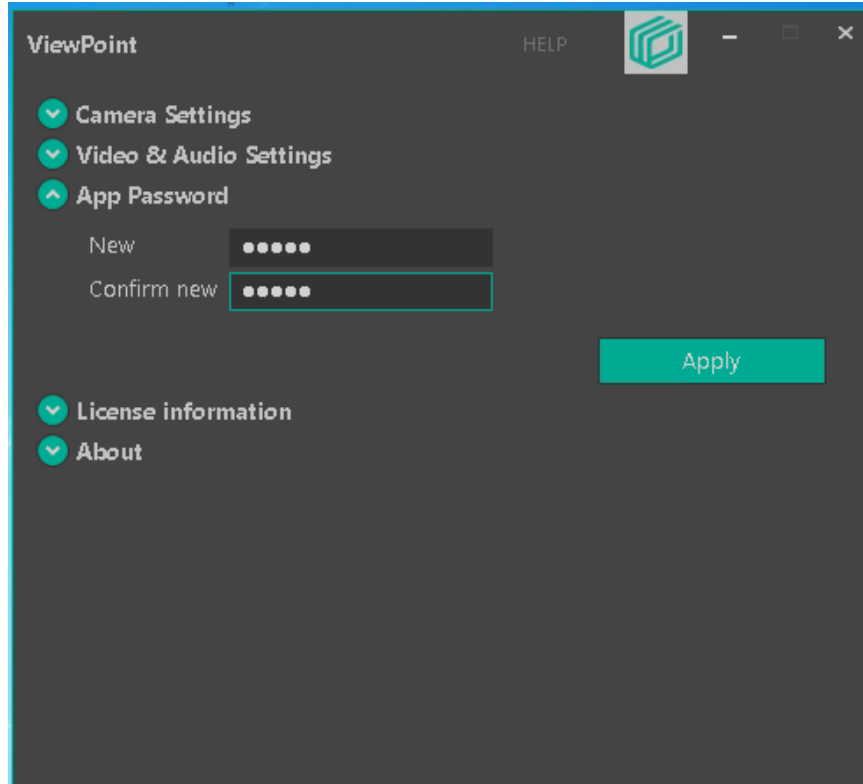 ViewPoint HELP
Camera Settings
Video & Audio Settings
App Password
New ●●●●●
Confirm new ●●●●●
Apply
License information
About